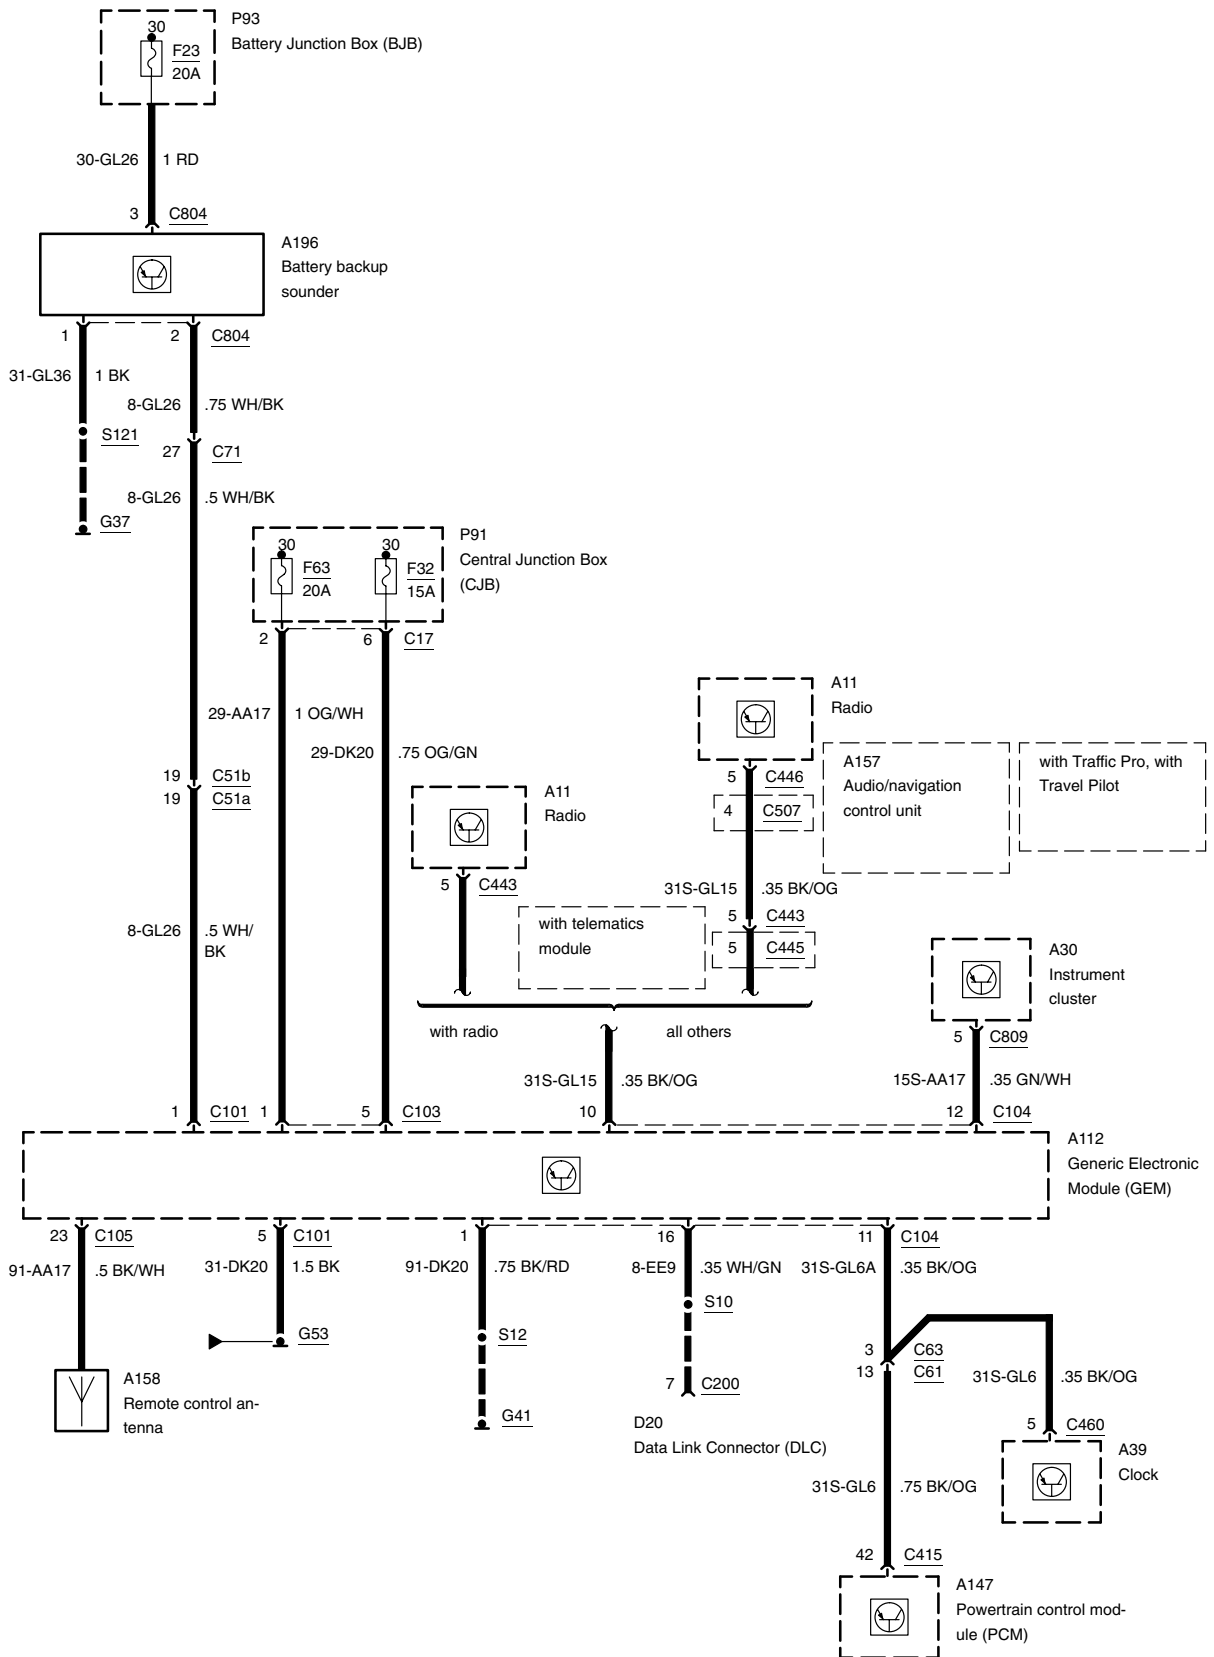 P93
30
Battery Junction Box (BJB)
F23
20A
30-GL26 1 RD
3 C804
A196
Battery backup
sounder
1 2 C804
31-GL36 1 BK
8-GL26 .75 WH/BK
S121
27 C71
8-GL26 .5 WH/BK
G37
P91
Central Junction Box
(CJB)
30 30
F63 F32
20A 15A
2 6 C17
A11
Radio
29-AA17 1 OG/WH
29-DK20 .75 OG/GN
A157
Audio/navigation
control unit
with Traffic Pro, with
Travel Pilot
19 C51b
19 C51a
5 C446
4 C507
A11
Radio
5 C443
31S-GL15 .35 BK/OG
5 C443
5 C445
with telematics
module
8-GL26 .5 WH/
BK
A30
Instrument
cluster
with radio all others
5 C809
31S-GL15 .35 BK/OG
15S-AA17 .35 GN/WH
1 C101 1 5 C103 10 12 C104
A112
Generic Electronic
Module (GEM)
23 C105 5 C101 1 16 11 C104
91-AA17 .5 BK/WH 31-DK20 1.5 BK 91-DK20 .75 BK/RD 8-EE9 .35 WH/GN 31S-GL6A .35 BK/OG
S10
G53 S12
3 C63
13 C61
31S-GL6 .35 BK/OG
A158
Remote control an-
tenna
7 C200
G41
D20
Data Link Connector (DLC)
5 C460
A39
Clock
31S-GL6 .75 BK/OG
42 C415
A147
Powertrain control mod-
ule (PCM)